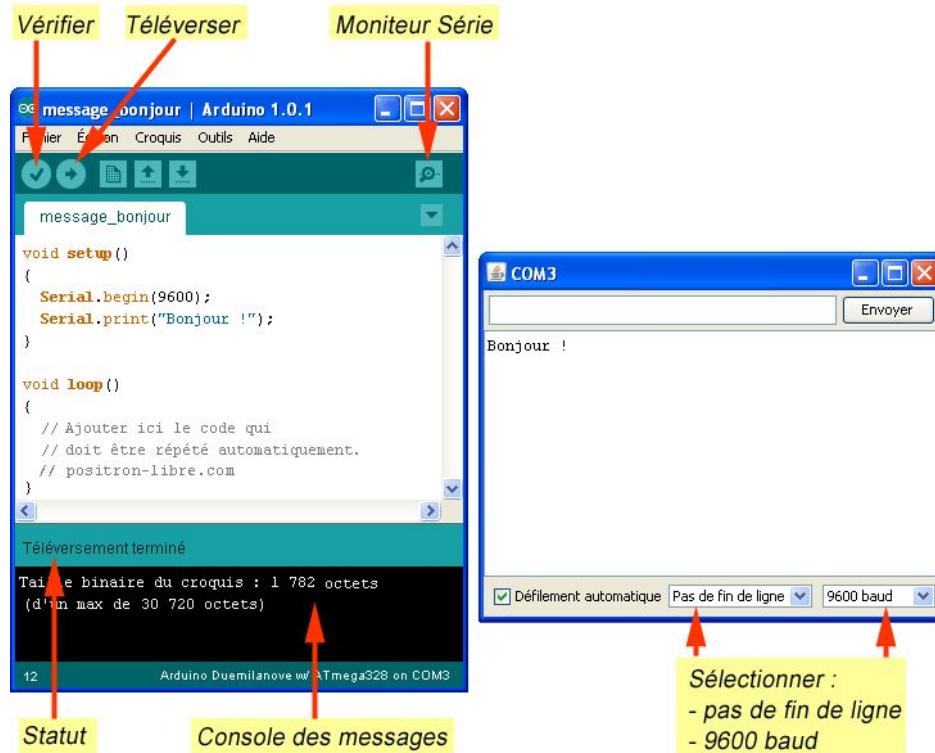 Vérifier Téléverser Moniteur Série
message_bonjour | Arduino 1.0.1
Fichier Édition Croquis Outils Aide
message_bonjour
void setup()
{
Serial.begin(9600);
Serial.print("Bonjour !");
}
void loop()
{
// Ajouter ici le code qui
// doit être répété automatiquement.
// positron-libre.com
}
Téléversement terminé
Taille binaire du croquis : 1 782 octets
(d'un max de 30 720 octets)
12 Arduino Duemilanove w/ ATmega328 on COM3
Statut Console des messages
COM3
Envoyer
Bonjour !
Défilement automatique Pas de fin de ligne 9600 baud
Sélectionner :
- pas de fin de ligne
- 9600 baud